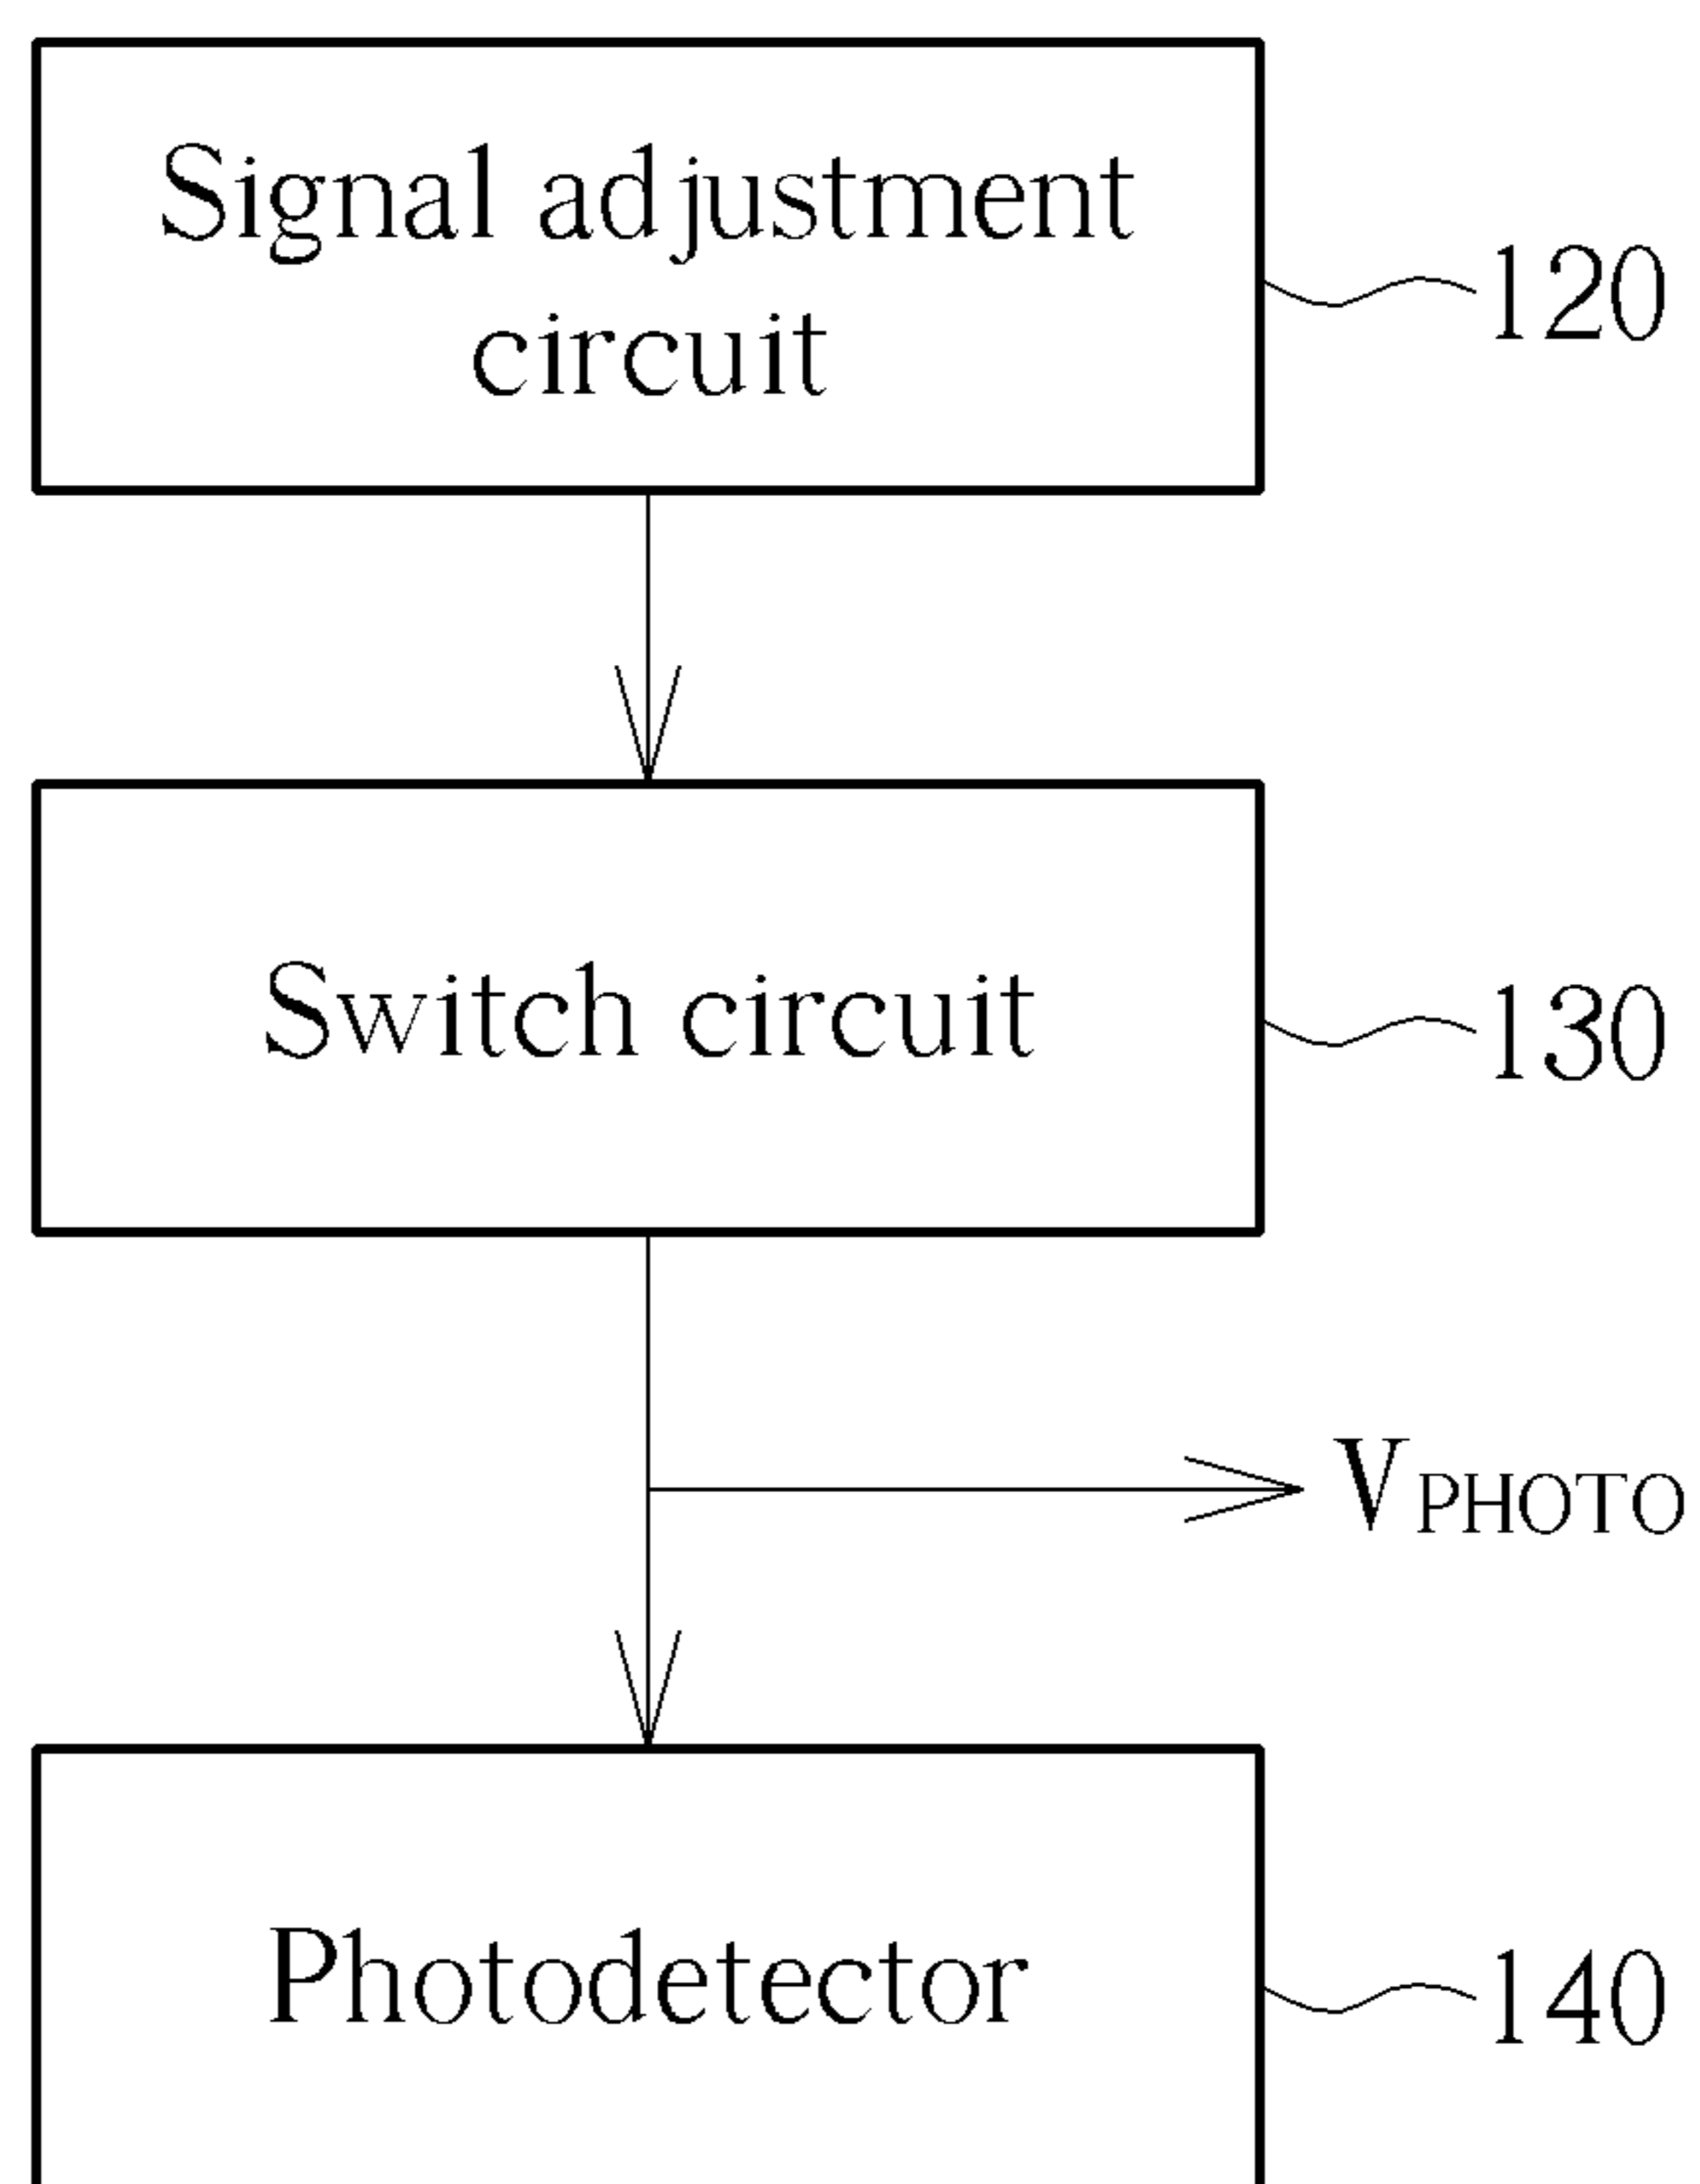 Signal adjustment
circuit
120
Switch circuit
130
VPHOTO
Photodetector
140